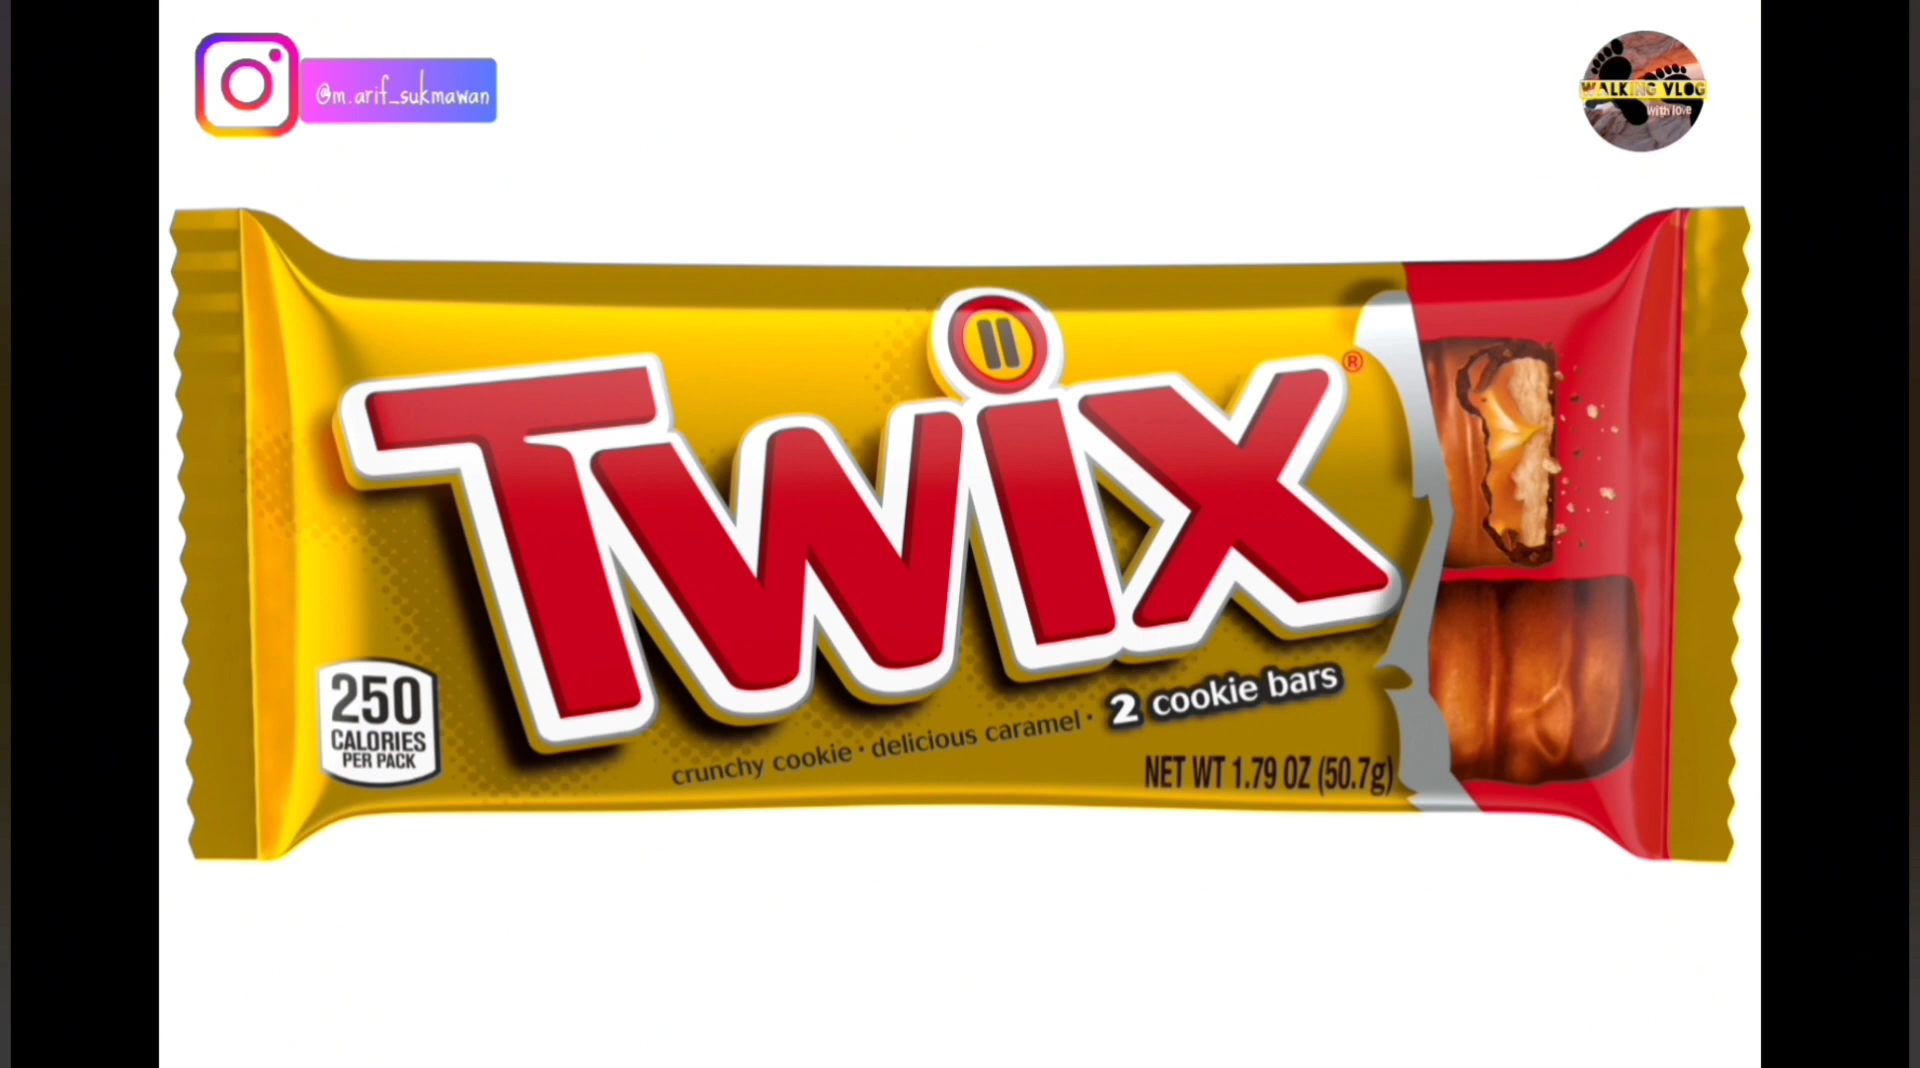 @m.arif_sukmawan
WALKING VLOG
With love
Twix
®
250
CALORIES
PER PACK
crunchy cookie · delicious caramel · 2 cookie bars
NET WT 1.79 OZ (50.7g)